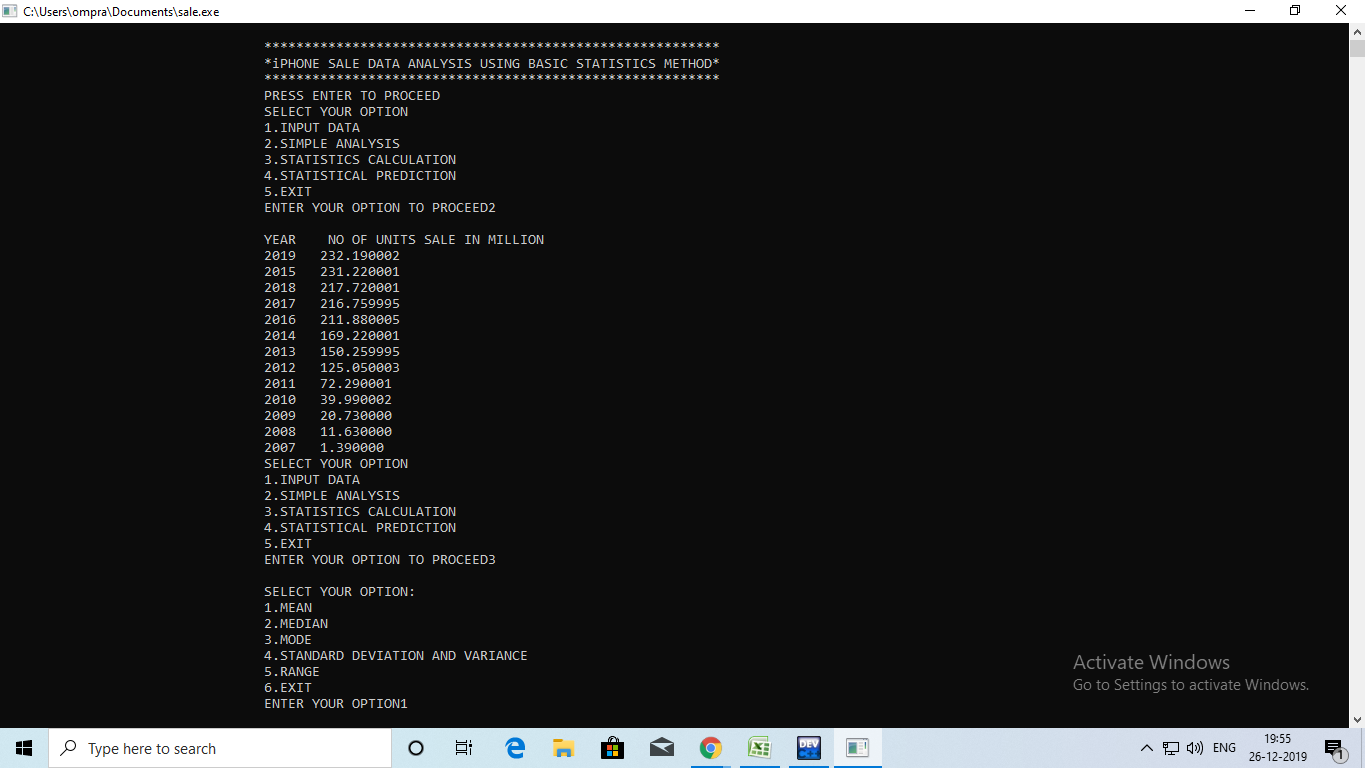 C:\Users\ompra\Documents\sale.exe
*********************************************************
*iPHONE SALE DATA ANALYSIS USING BASIC STATISTICS METHOD*
*********************************************************
PRESS ENTER TO PROCEED
SELECT YOUR OPTION
1.INPUT DATA
2.SIMPLE ANALYSIS
3.STATISTICS CALCULATION
4.STATISTICAL PREDICTION
5.EXIT
ENTER YOUR OPTION TO PROCEED2
YEAR    NO OF UNITS SALE IN MILLION
2019   232.190002
2015   231.220001
2018   217.720001
2017   216.759995
2016   211.880005
2014   169.220001
2013   150.259995
2012   125.050003
2011   72.290001
2010   39.990002
2009   20.730000
2008   11.630000
2007   1.390000
SELECT YOUR OPTION
1.INPUT DATA
2.SIMPLE ANALYSIS
3.STATISTICS CALCULATION
4.STATISTICAL PREDICTION
5.EXIT
ENTER YOUR OPTION TO PROCEED3
SELECT YOUR OPTION:
1.MEAN
2.MEDIAN
3.MODE
4.STANDARD DEVIATION AND VARIANCE
5.RANGE
6.EXIT
ENTER YOUR OPTION1
Activate Windows
Go to Settings to activate Windows.
Type here to search
DEV
C++
ENG
19:55
26-12-2019
1